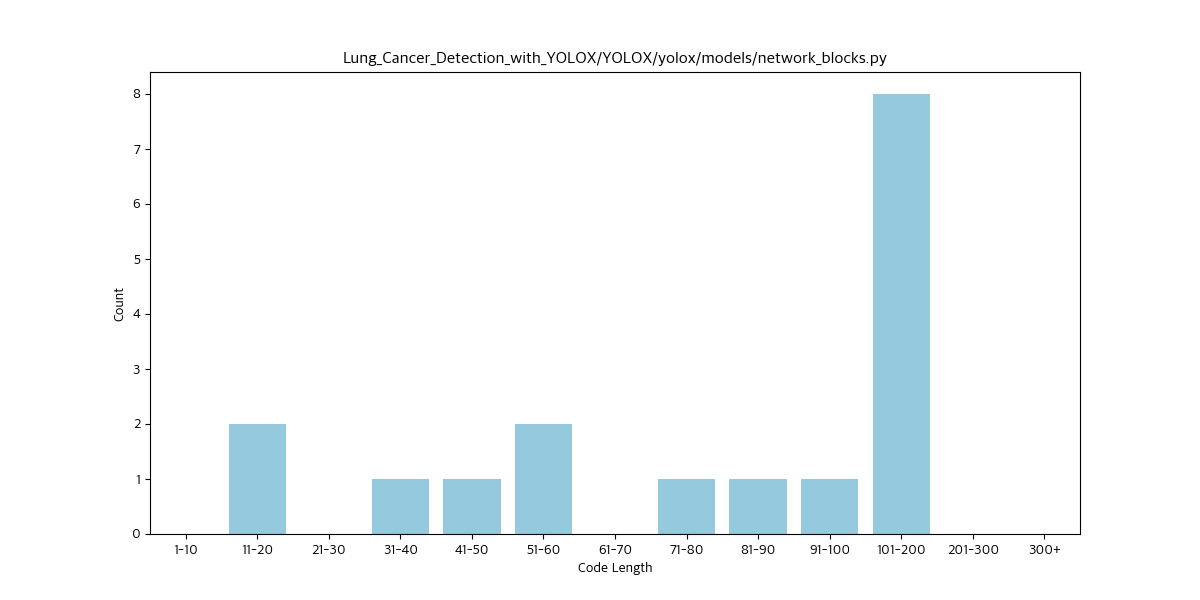 Lung_Cancer_Detection_with_YOLOX/YOLOX/yolox/models/network_blocks.py
8
7
6
5
4
3
2
1
0
Count
1-10 11-20 21-30 31-40 41-50 51-60 61-70 71-80 81-90 91-100 101-200 201-300 300+
Code Length